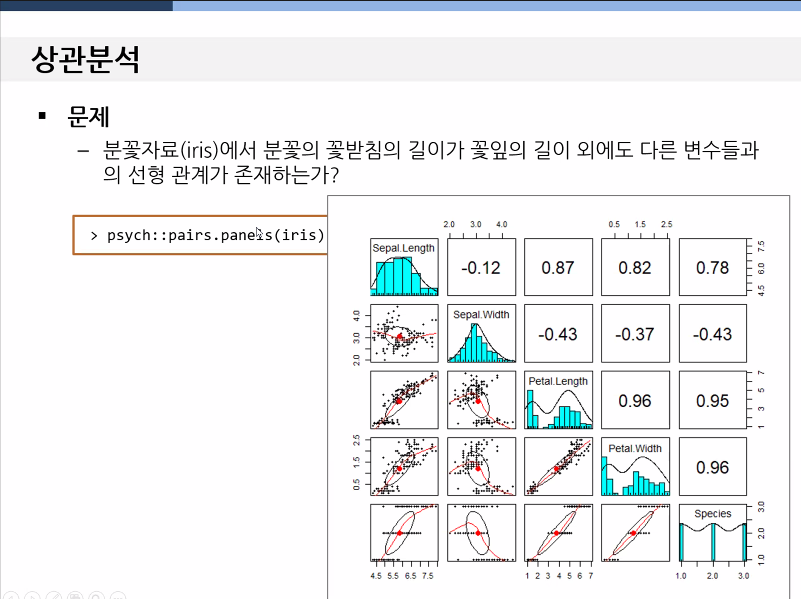 상관분석
▪ 문제
– 분꽃자료(iris)에서 분꽃의 꽃받침의 길이가 꽃잎의 길이 외에도 다른 변수들과
의 선형 관계가 존재하는가?
> psych::pairs.panels(iris)
2.0 3.0 4.0
0.5 1.5 2.5
Sepal.Length
-0.12
0.87
0.82
0.78
4.5 6.0 7.5
2.0 3.0 4.0
Sepal.Width
-0.43
-0.37
-0.43
Petal.Length
0.96
0.95
1 3 5 7
0.5 1.5 2.5
Petal.Width
0.96
Species
1.0 2.0 3.0
4.5 5.5 6.5 7.5
1 2 3 4 5 6 7
1.0 2.0 3.0